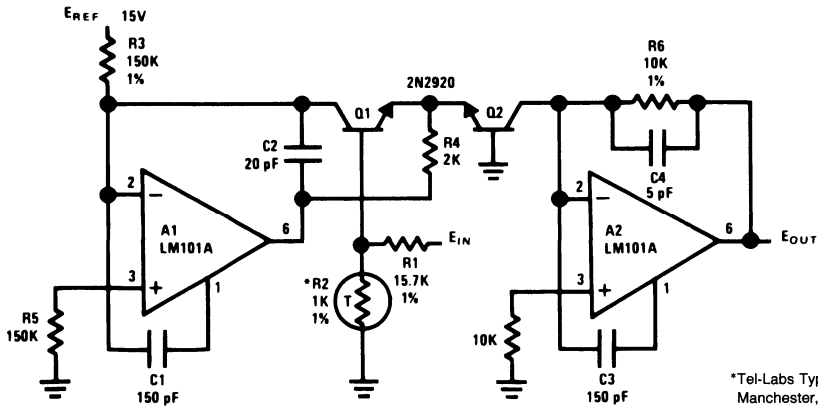 EREF 15V
R3
150K
1%
2N2920
R6
10K
1%
Q1
Q2
C2
20 pF
R4
2K
C4
5 pF
2
−
A1
LM101A
6
3
+
1
R5
150K
C1
150 pF
EIN
R1
15.7K
1%
*R2
1K
1%
T
2
−
A2
LM101A
6
EOUT
3
+
1
10K
C3
150 pF
*Tel-Labs Typ
Manchester,